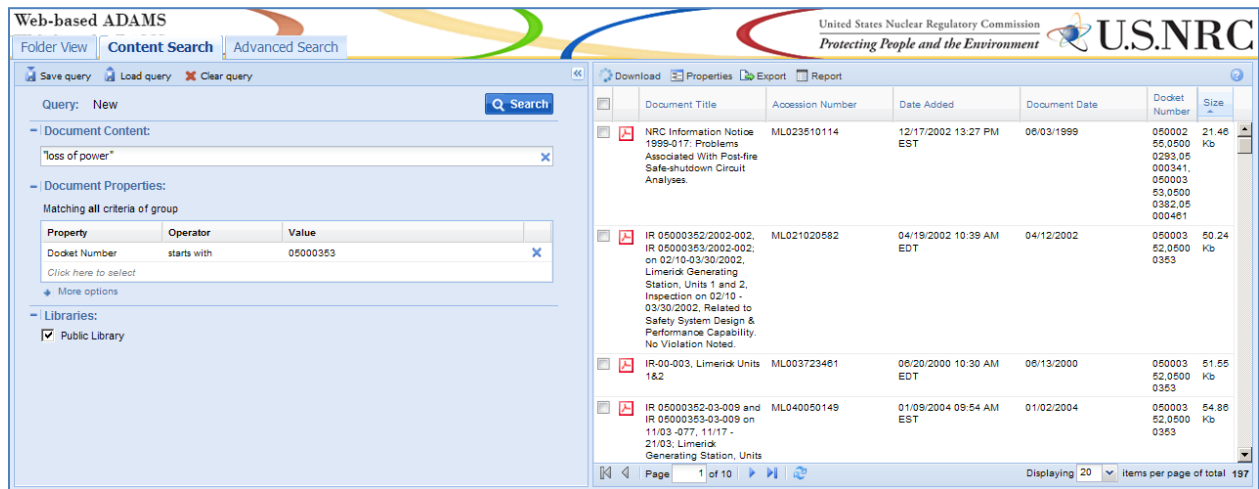 Web-based ADAMS
United States Nuclear Regulatory Commission
Protecting People and the Environment
U.S.NRC
Folder View Content Search Advanced Search
Save query Load query Clear query
Query: New Search
Document Content:
"loss of power"
Document Properties:
Matching all criteria of group
Property Operator Value
Docket Number starts with 05000353
Click here to select
More options
Libraries:
Public Library
Download Properties Export Report
Document Title Accession Number Date Added Document Date Docket Number Size
NRC Information Notice ML023510114 12/17/2002 13:27 PM 06/03/1999 050002 21.46
1999-017: Problems EST 55,0500 Kb
Associated With Post-fire 0293,05
Safe-shutdown Circuit 000341,
Analyses. 050003
53,0500
0382,05
000461
IR 05000352/2002-002, ML021020582 04/19/2002 10:39 AM 04/12/2002 050003 50.24
IR 05000353/2002-002; EDT 52,0500 Kb
on 02/10-03/30/2002, 0353
Limerick Generating
Station, Units 1 and 2,
Inspection on 02/10 -
03/30/2002, Related to
Safety System Design &
Performance Capability.
No Violation Noted.
IR-00-003, Limerick Units ML003723461 06/20/2000 10:30 AM 06/13/2000 050003 51.55
1&2 EDT 52,0500 Kb
0353
IR 05000352-03-009 and ML040050149 01/09/2004 09:54 AM 01/02/2004 050003 54.86
IR 05000353-03-009 on EST 52,0500 Kb
11/03 -077, 11/17 - 0353
21/03; Limerick
Generating Station, Units
Page 1 of 10 Displaying 20 items per page of total 197